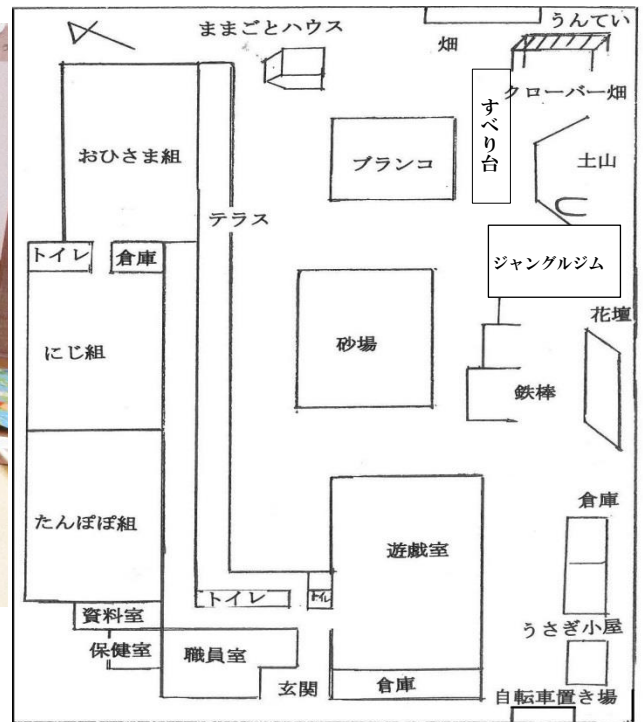 うんてい
ままごとハウス
畑
クローバー畑
すべり台
おひさま組
ブランコ
土山
テラス
トイレ
倉庫
ジャングルジム
花壇
にじ組
砂場
鉄棒
倉庫
たんぽぽ組
遊戯室
トイレ
トイレ
資料室
うさぎ小屋
保健室
職員室
玄関
倉庫
自転車置き場